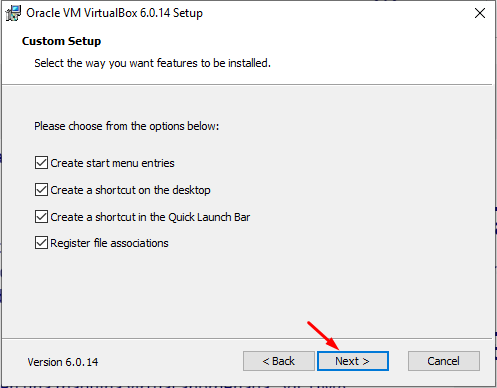 Oracle VM VirtualBox 6.0.14 Setup
Custom Setup
Select the way you want features to be installed.
Please choose from the options below:
Create start menu entries
Create a shortcut on the desktop
Create a shortcut in the Quick Launch Bar
Register file associations
Version 6.0.14
< Back
Next >
Cancel